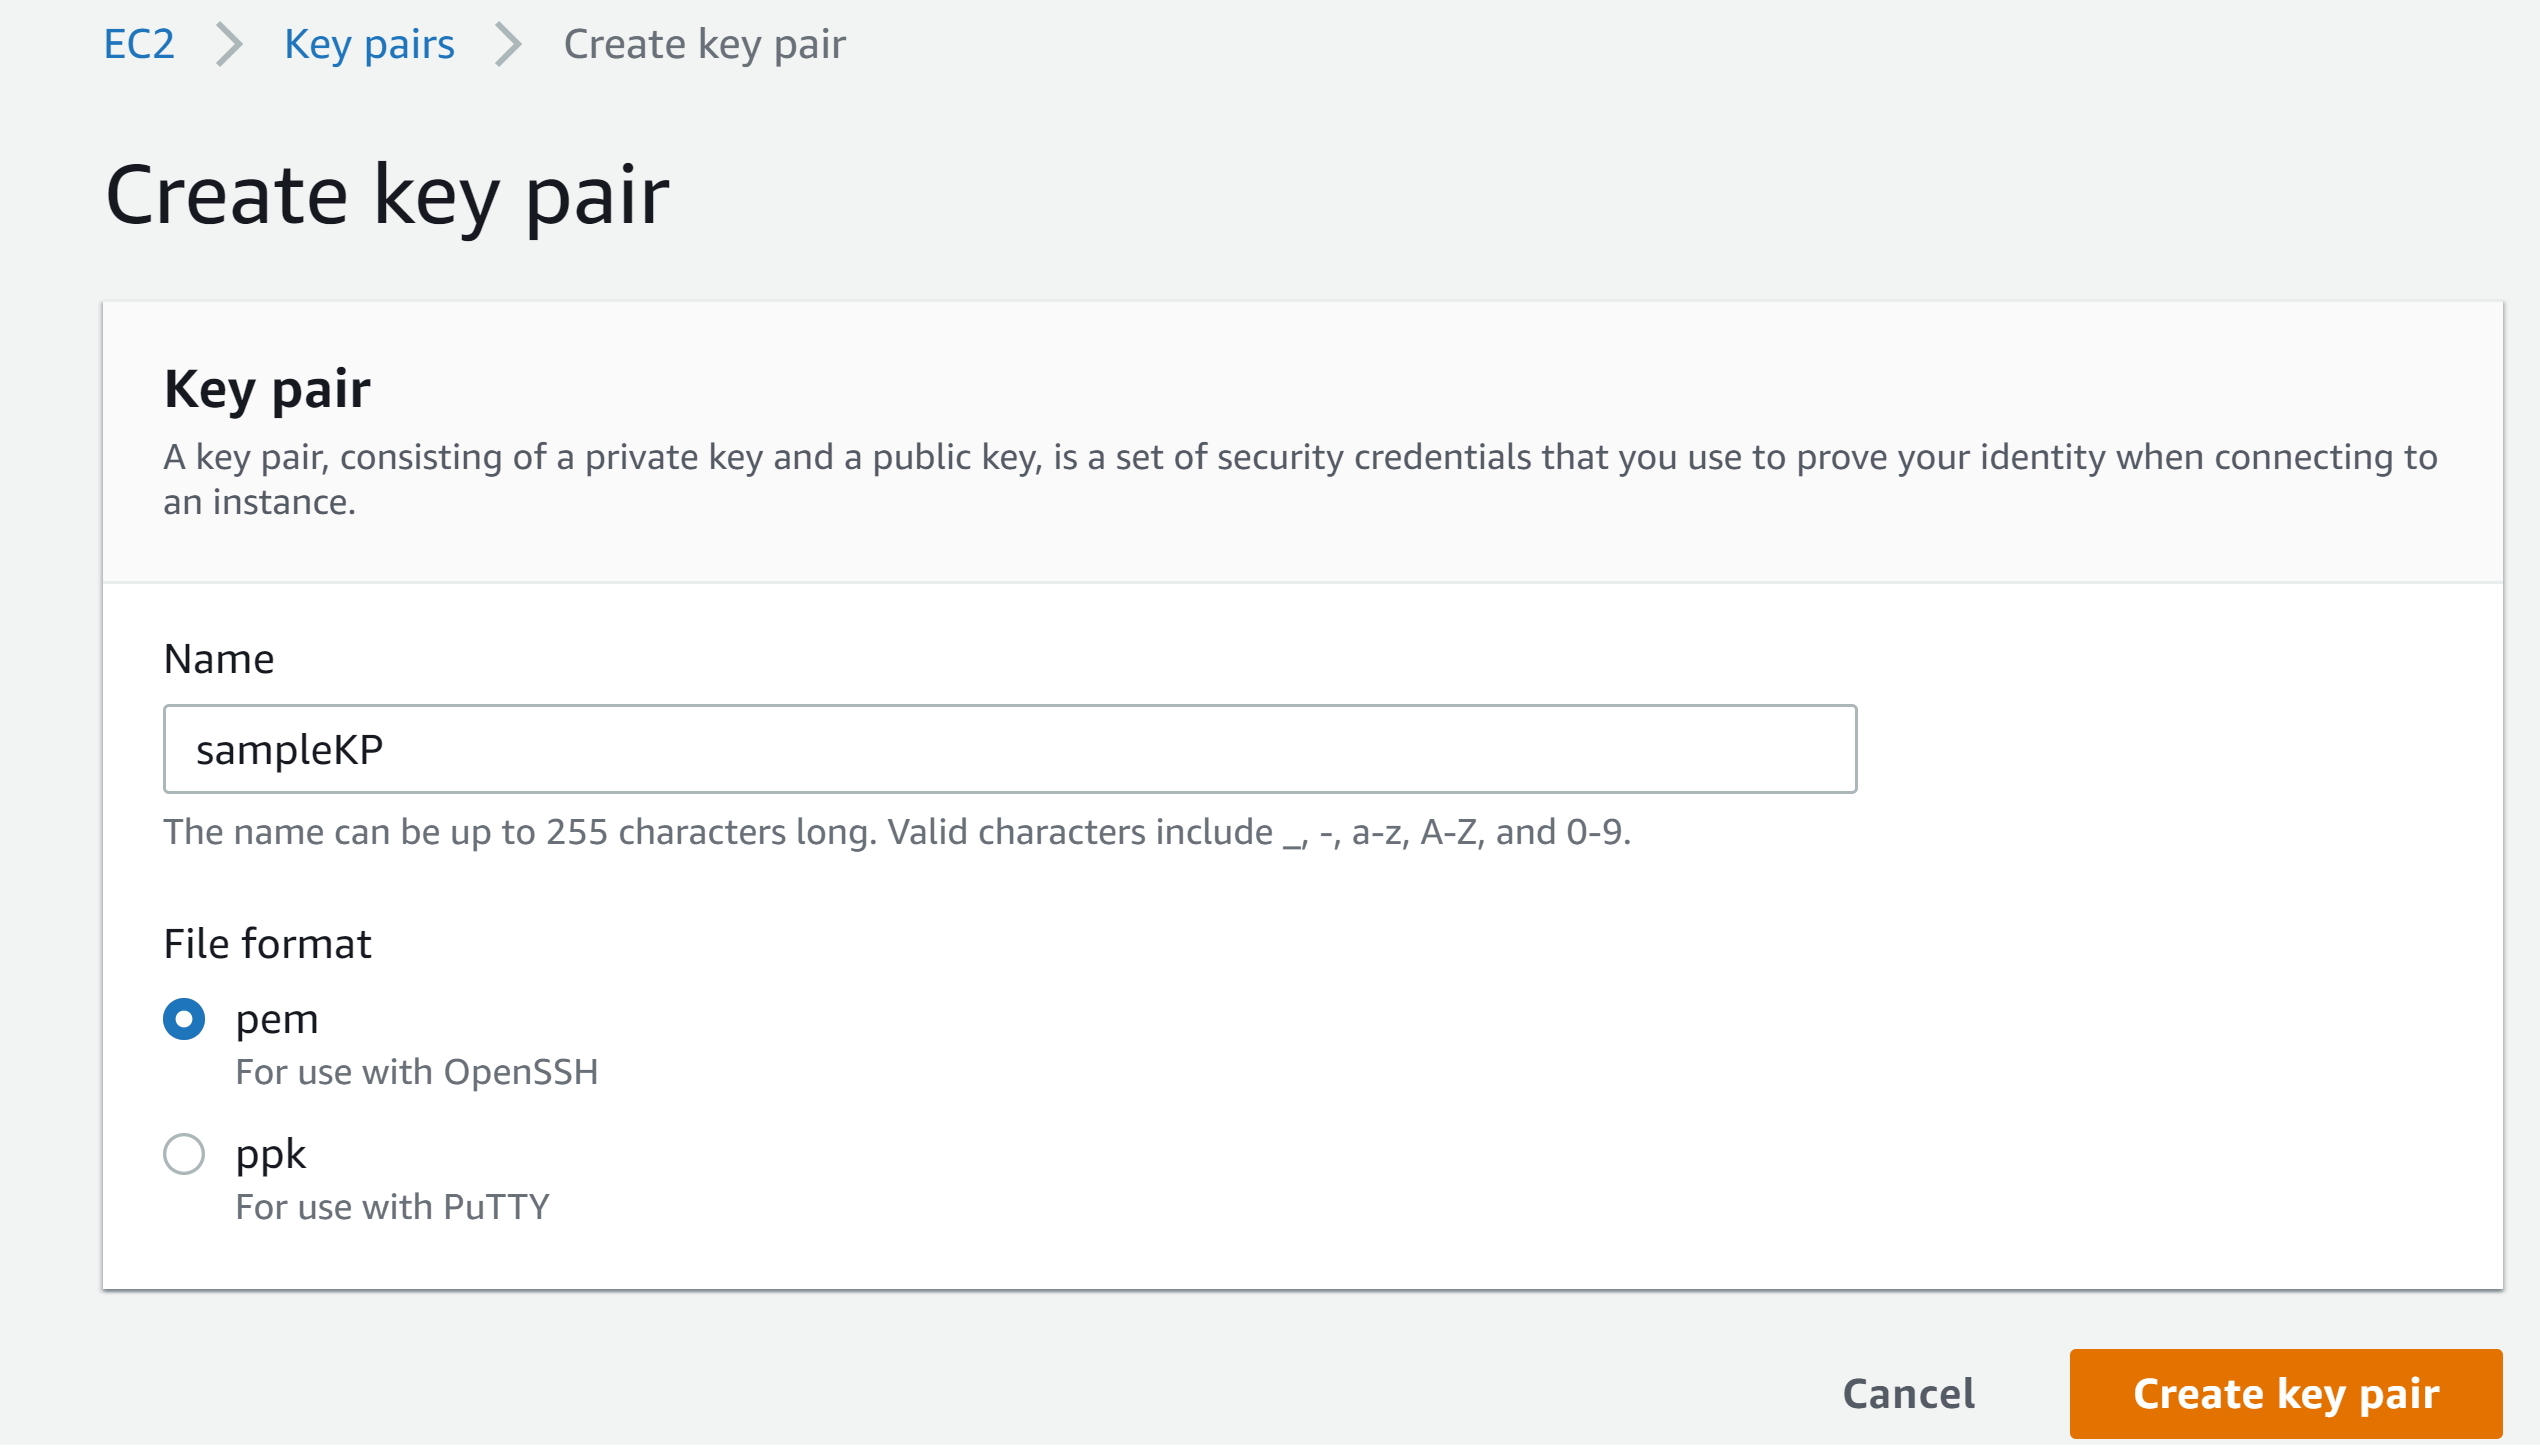 EC2 Key pairs Create key pair
Create key pair
Key pair
A key pair, consisting of a private key and a public key, is a set of security credentials that you use to prove your identity when connecting to
an instance.
Name
sampleKP
The name can be up to 255 characters long. Valid characters include _, -, a-z, A-Z, and 0-9.
File format
pem
For use with OpenSSH
ppk
For use with PuTTY
Cancel Create key pair